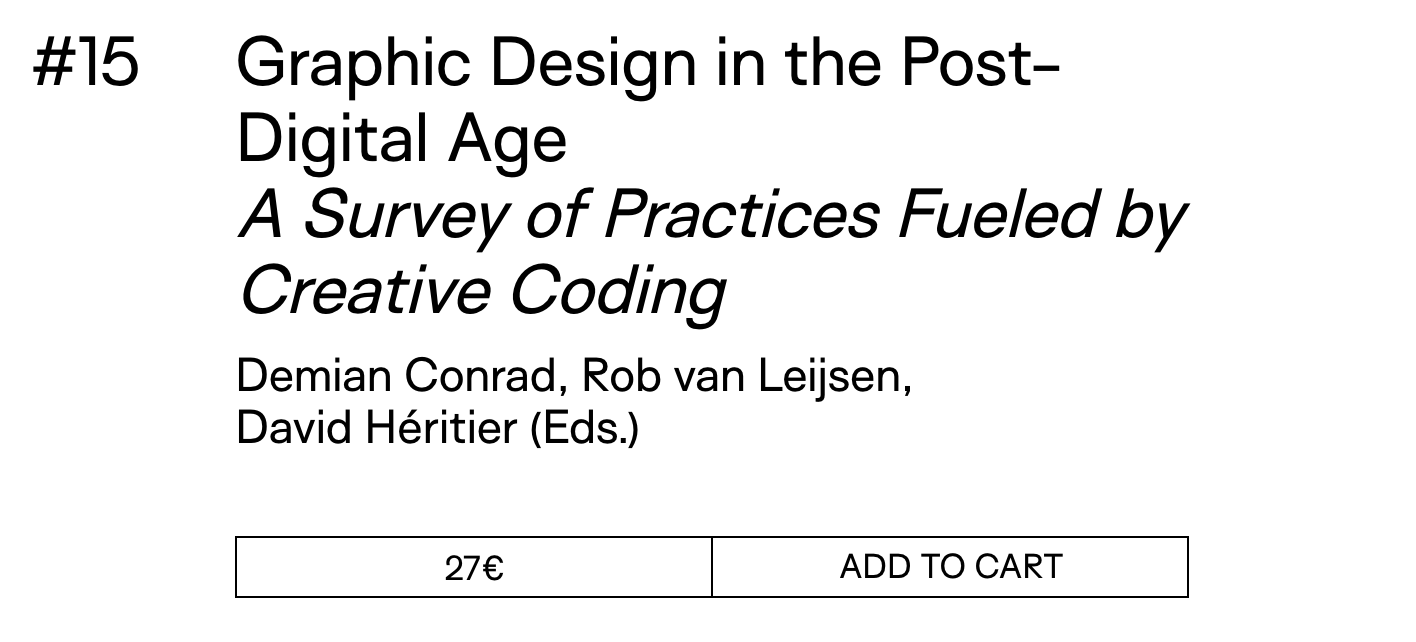 #15
Graphic Design in the Post–
Digital Age
A Survey of Practices Fueled by
Creative Coding
Demian Conrad, Rob van Leijsen,
David Héritier (Eds.)
27€
ADD TO CART